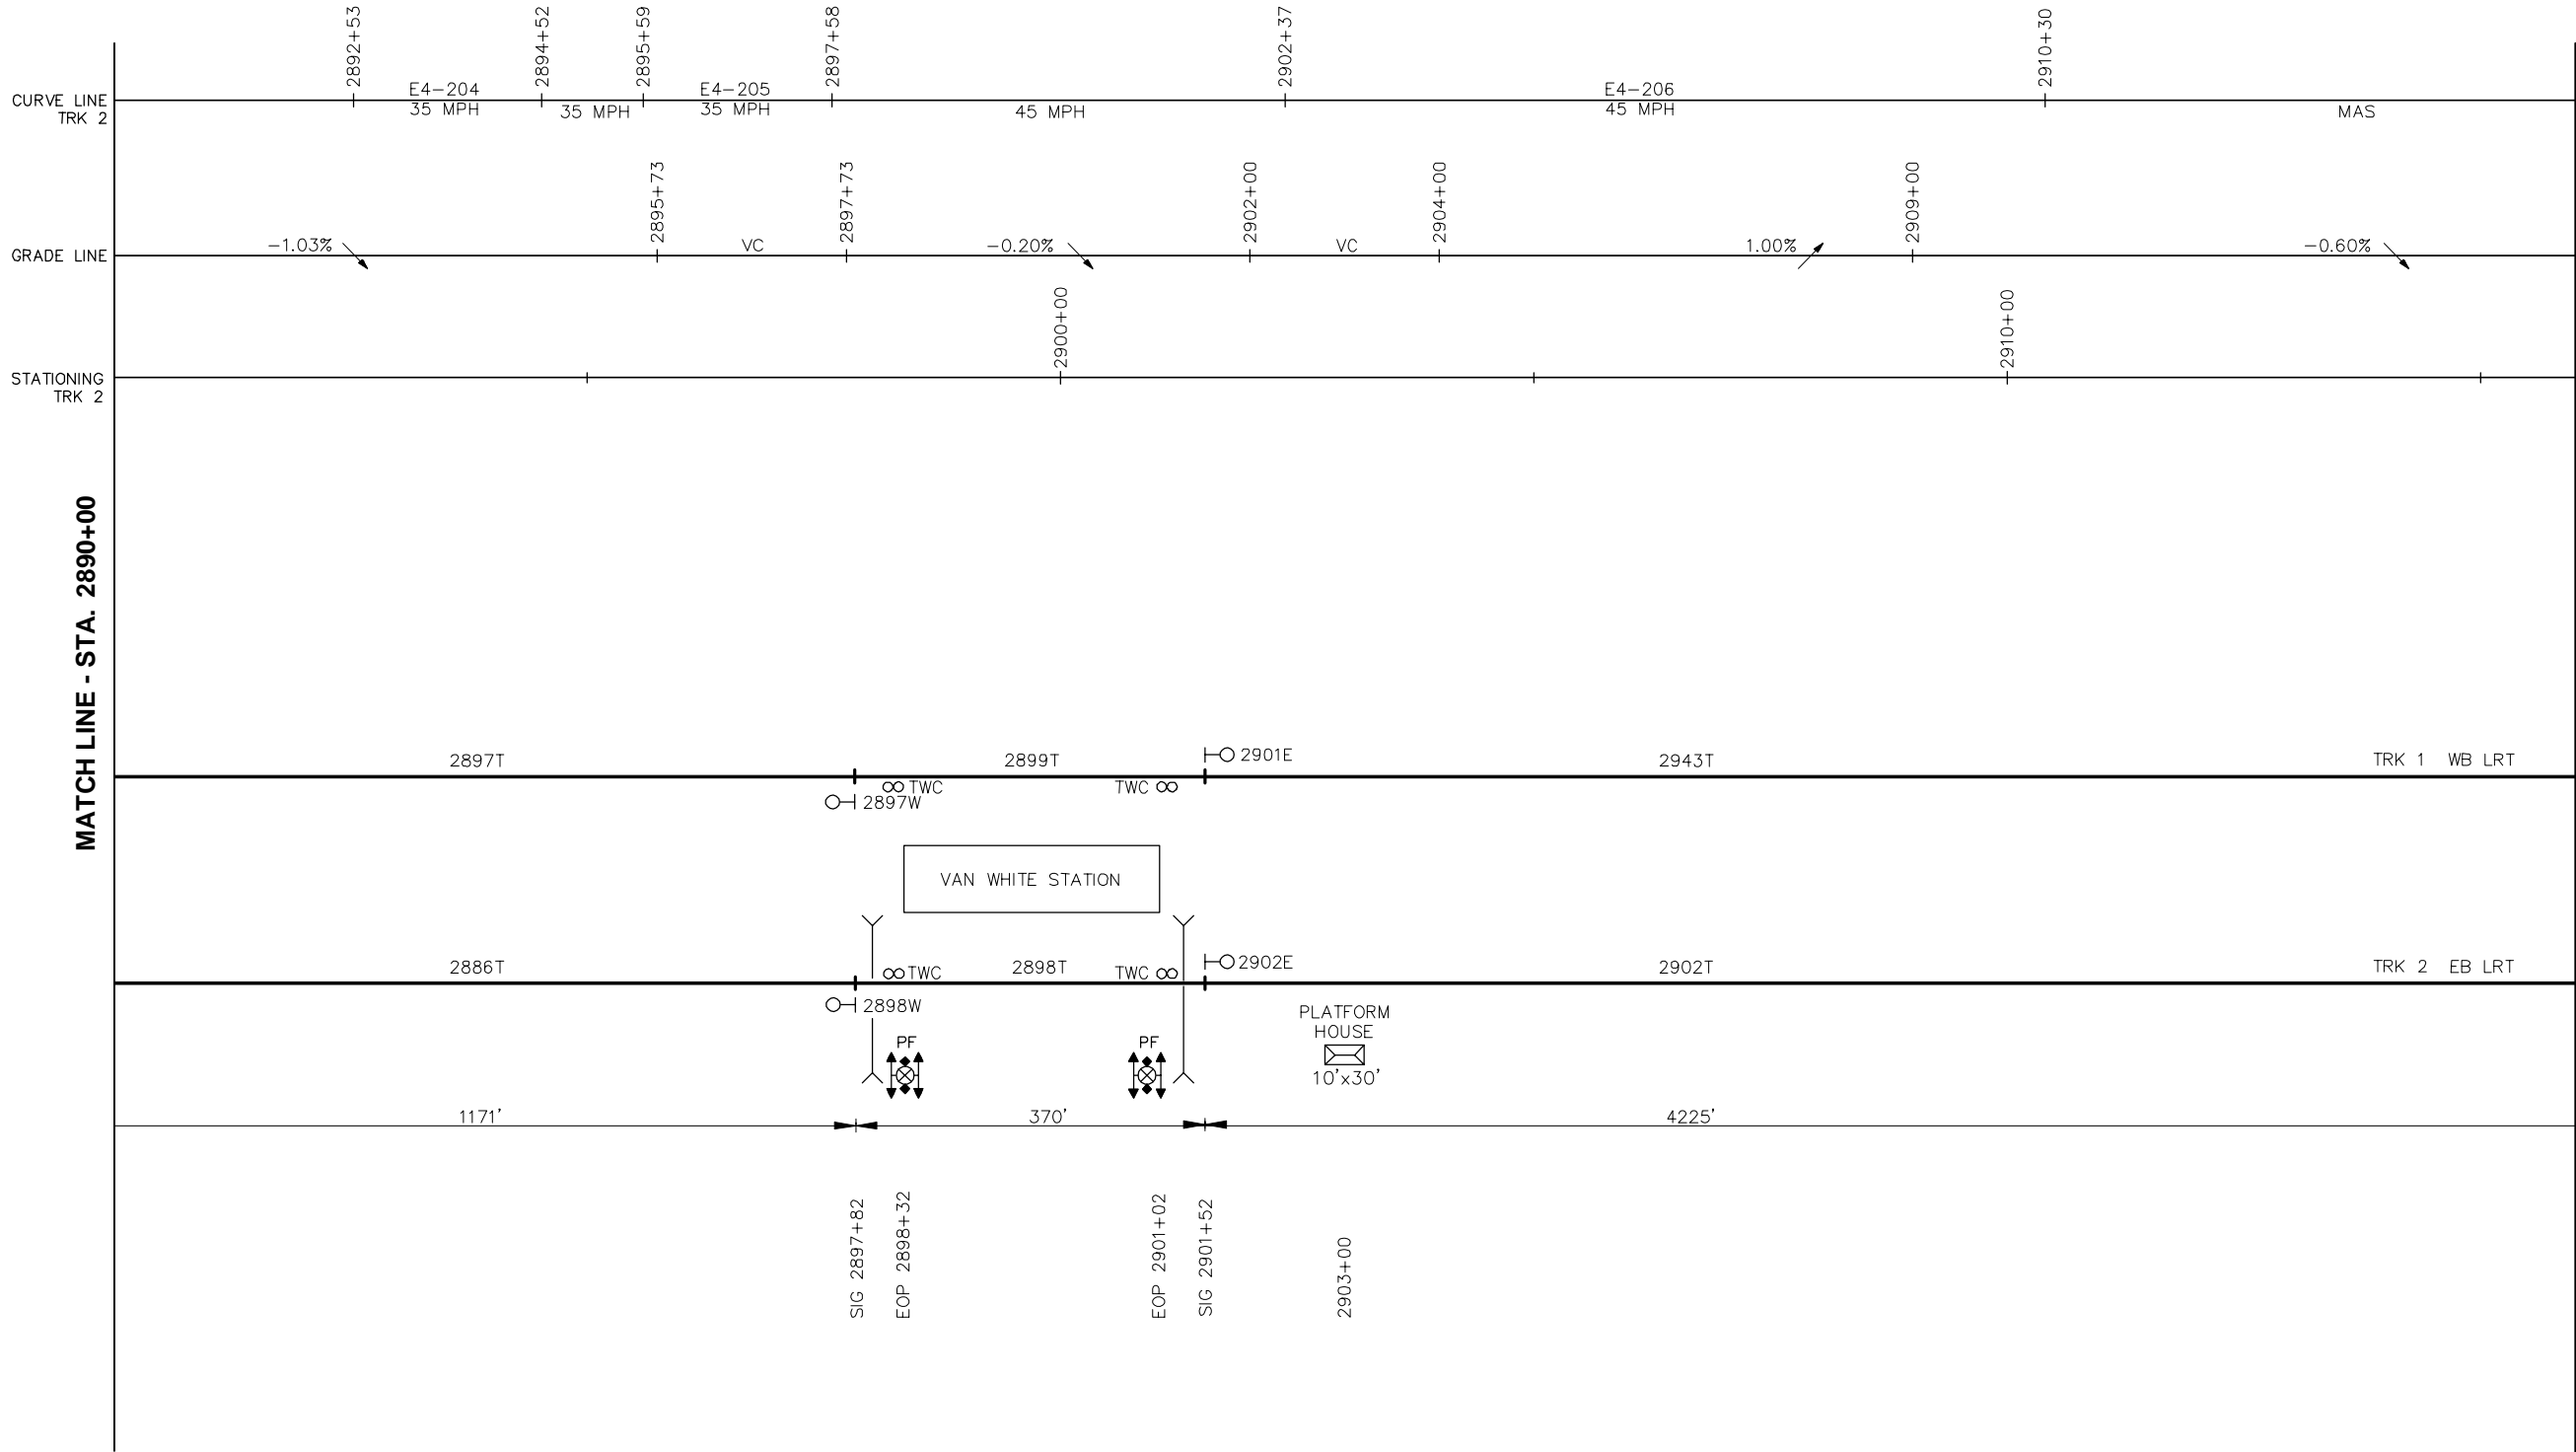 2892+53
2894+52
2895+59
2897+58
2902+37
2910+30
CURVE LINE
TRK 2
E4-204
35 MPH
35 MPH
E4-205
35 MPH
45 MPH
E4-206
45 MPH
MAS
2895+73
2897+73
2902+00
2904+00
2909+00
GRADE LINE
-1.03%
VC
-0.20%
VC
1.00%
-0.60%
2900+00
2910+00
STATIONING
TRK 2
MATCH LINE - STA. 2890+00
2897T
2899T
2901E
2943T
TRK 1 WB LRT
TWC
TWC
2897W
VAN WHITE STATION
2886T
TWC
2898T
TWC
2902E
2902T
TRK 2 EB LRT
2898W
PLATFORM
HOUSE
10'x30'
PF
PF
1171'
370'
4225'
SIG 2897+82
EOP 2898+32
EOP 2901+02
SIG 2901+52
2903+00